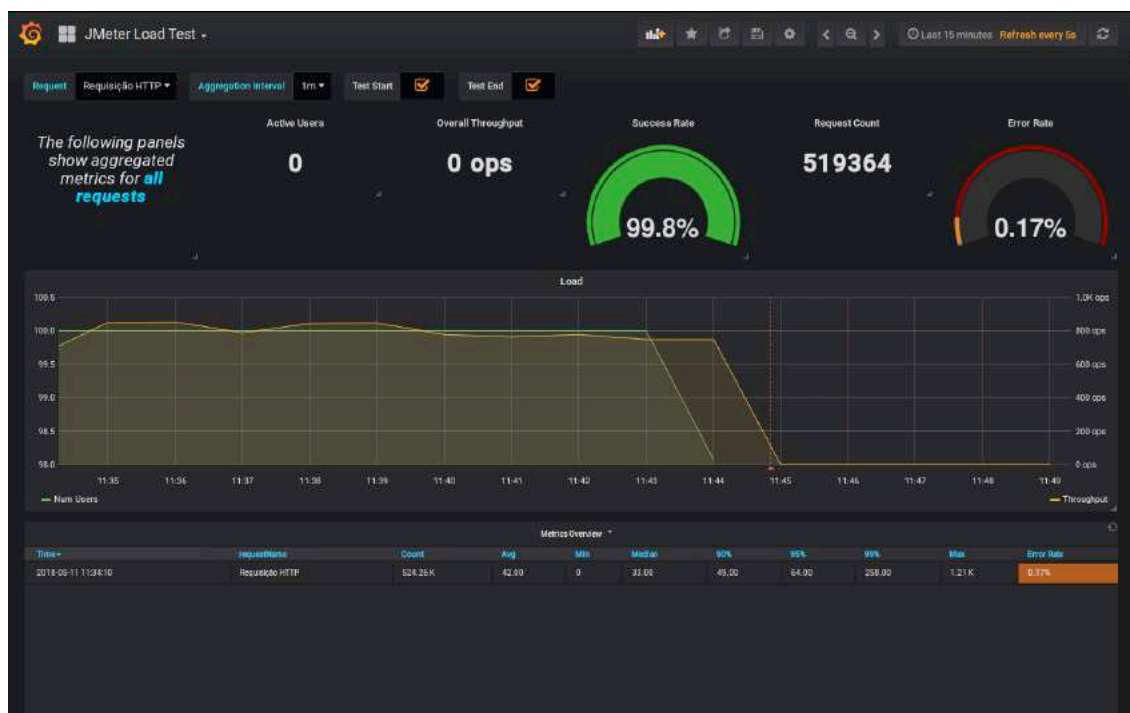 JMeter Load Test
Last 15 minutes Refresh every 5s
Request Requisição HTTP Aggregation Interval 1m Test Start Test End
The following panels
show aggregated
metrics for all
requests
Active Users
0
Overall Throughput
0 ops
Success Rate
99.8%
Request Count
519364
Error Rate
0.17%
Load
100.5
100.0
99.5
99.0
98.5
98.0
1.0K ops
800 ops
600 ops
400 ops
200 ops
0 ops
11:35 11:36 11:37 11:38 11:39 11:40 11:41 11:42 11:43 11:44 11:45 11:46 11:47 11:48 11:49
Num Users
Throughput
Metrics Overview
Time requestName Count Avg Min Median 90% 95% 99% Max Error Rate
11:34:10 Requisição HTTP 524.26 K 42.00 0 33.00 49.00 64.00 258.00 1.21 K 0.17%